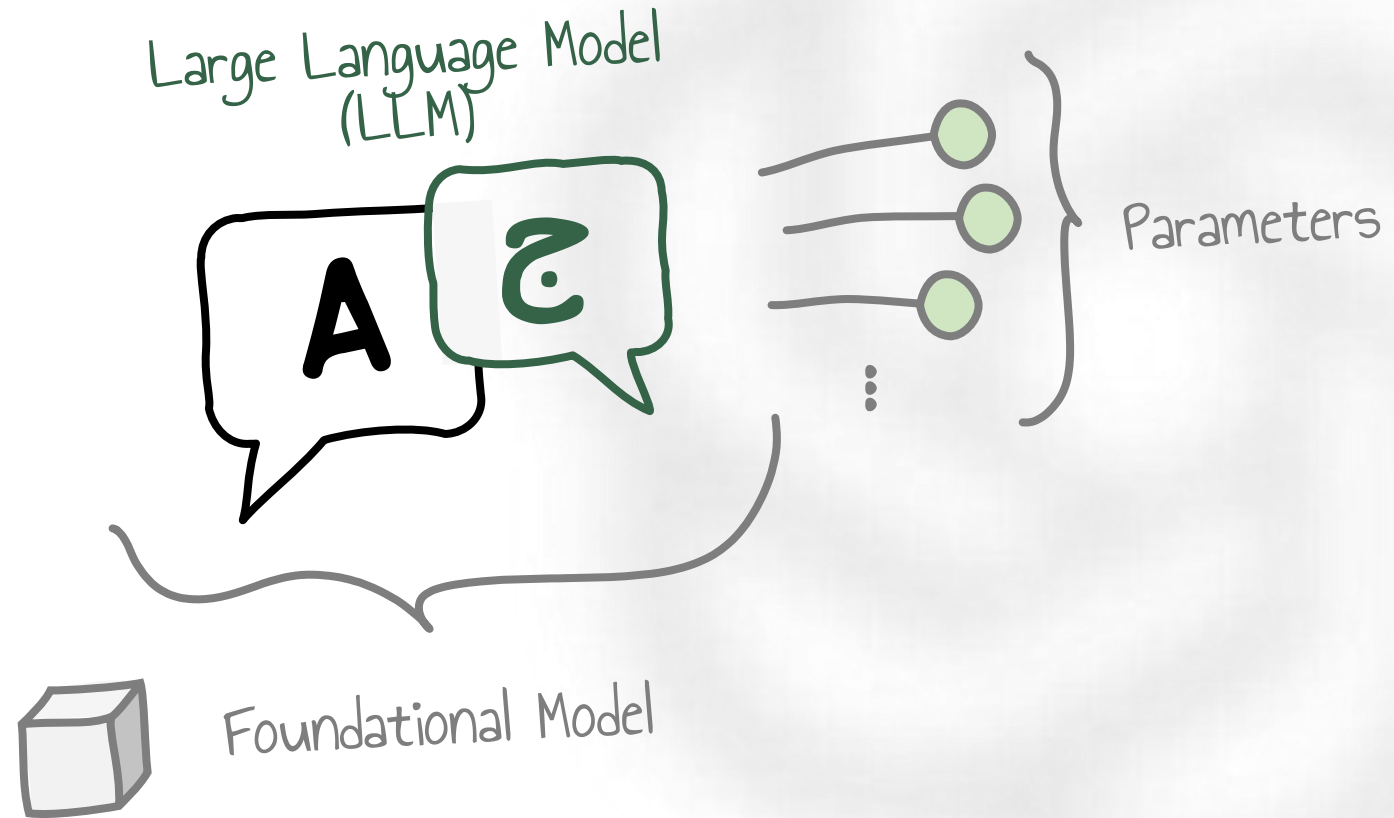 Large Language Model
(LLM)
A
ج
Parameters
Foundational Model